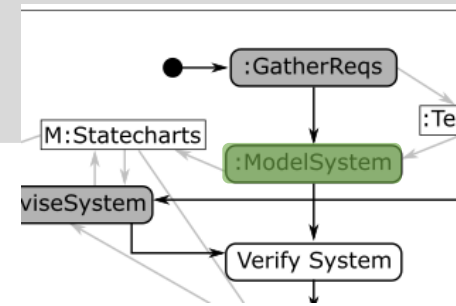 :GatherReqs
:Te
M:Statecharts
:ModelSystem
viseSystem
Verify System